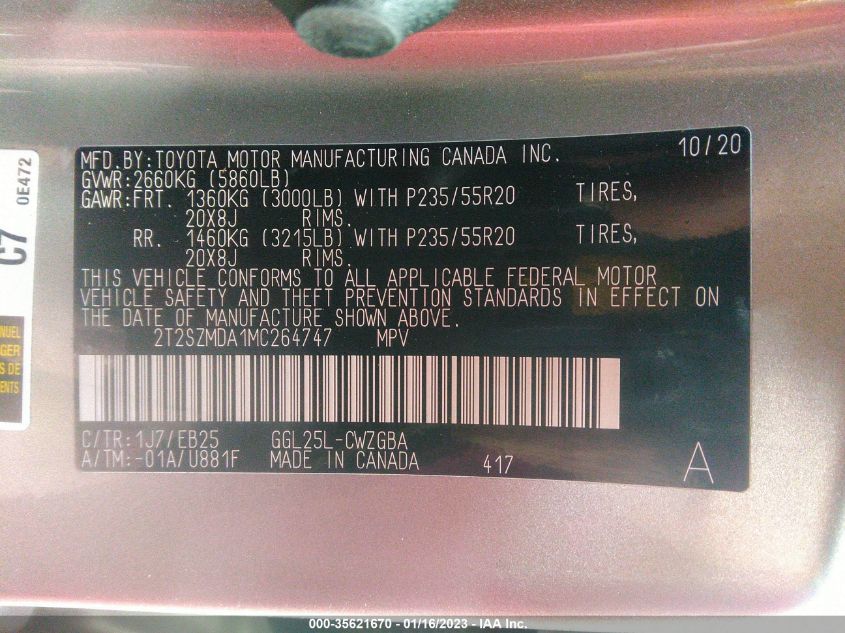 MFD.BY:TOYOTA MOTOR MANUFACTURING CANADA INC. 10/20
GVWR:2660KG (5860LB)
GAWR:FRT. 1360KG (3000LB) WITH P235/55R20 TIRES,
20X8J RIMS.
RR. 1460KG (3215LB) WITH P235/55R20 TIRES,
20X8J RIMS.
THIS VEHICLE CONFORMS TO ALL APPLICABLE FEDERAL MOTOR
VEHICLE SAFETY AND THEFT PREVENTION STANDARDS IN EFFECT ON
THE DATE OF MANUFACTURE SHOWN ABOVE.
2T2SZMDA1MC264747 MPV
C/TR:1J7/EB25 GGL25L-CWZGBA
A/TM:-01A/U881F MADE IN CANADA 417 A
C7
0E472
000-35621670 - 01/16/2023 - IAA Inc.